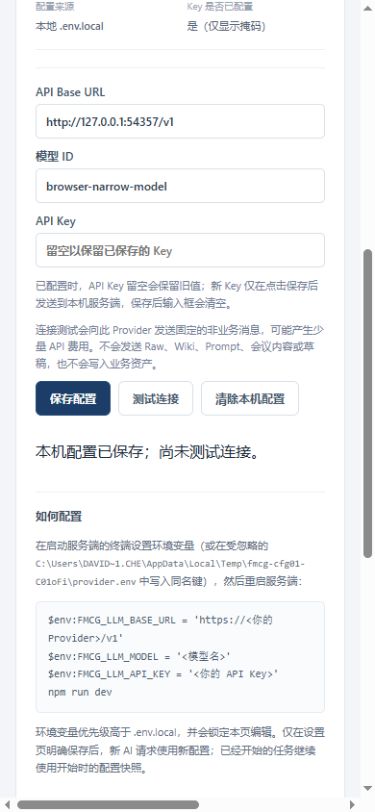 配置来源 Key 是否已配置
本地 .env.local 是（仅显示掩码）
API Base URL
http://127.0.0.1:54357/v1
模型 ID
browser-narrow-model
API Key
留空以保留已保存的 Key
已配置时，API Key 留空会保留旧值；新 Key 仅在点击保存后
发送到本机服务端，保存后输入框会清空。
连接测试会向此 Provider 发送固定的非业务消息，可能产生少
量 API 费用。不会发送 Raw、Wiki、Prompt、会议内容或草
稿，也不会写入业务资产。
保存配置 测试连接 清除本机配置
本机配置已保存；尚未测试连接。
如何配置
在启动服务端的终端设置环境变量（或在受忽略的
C:\Users\DAVID~1.CHE\AppData\Local\Temp\fmcg-cfg01-
C01oFi\provider.env 中写入同名键），然后重启服务端：
$env:FMCG_LLM_BASE_URL = 'https://<你的
Provider>/v1'
$env:FMCG_LLM_MODEL = '<模型名>'
$env:FMCG_LLM_API_KEY = '<你的 API Key>'
npm run dev
环境变量优先级高于 .env.local，并会锁定本页编辑。仅在设置
页明确保存后，新 AI 请求使用新配置；已经开始的任务继续
使用开始时的配置快照。